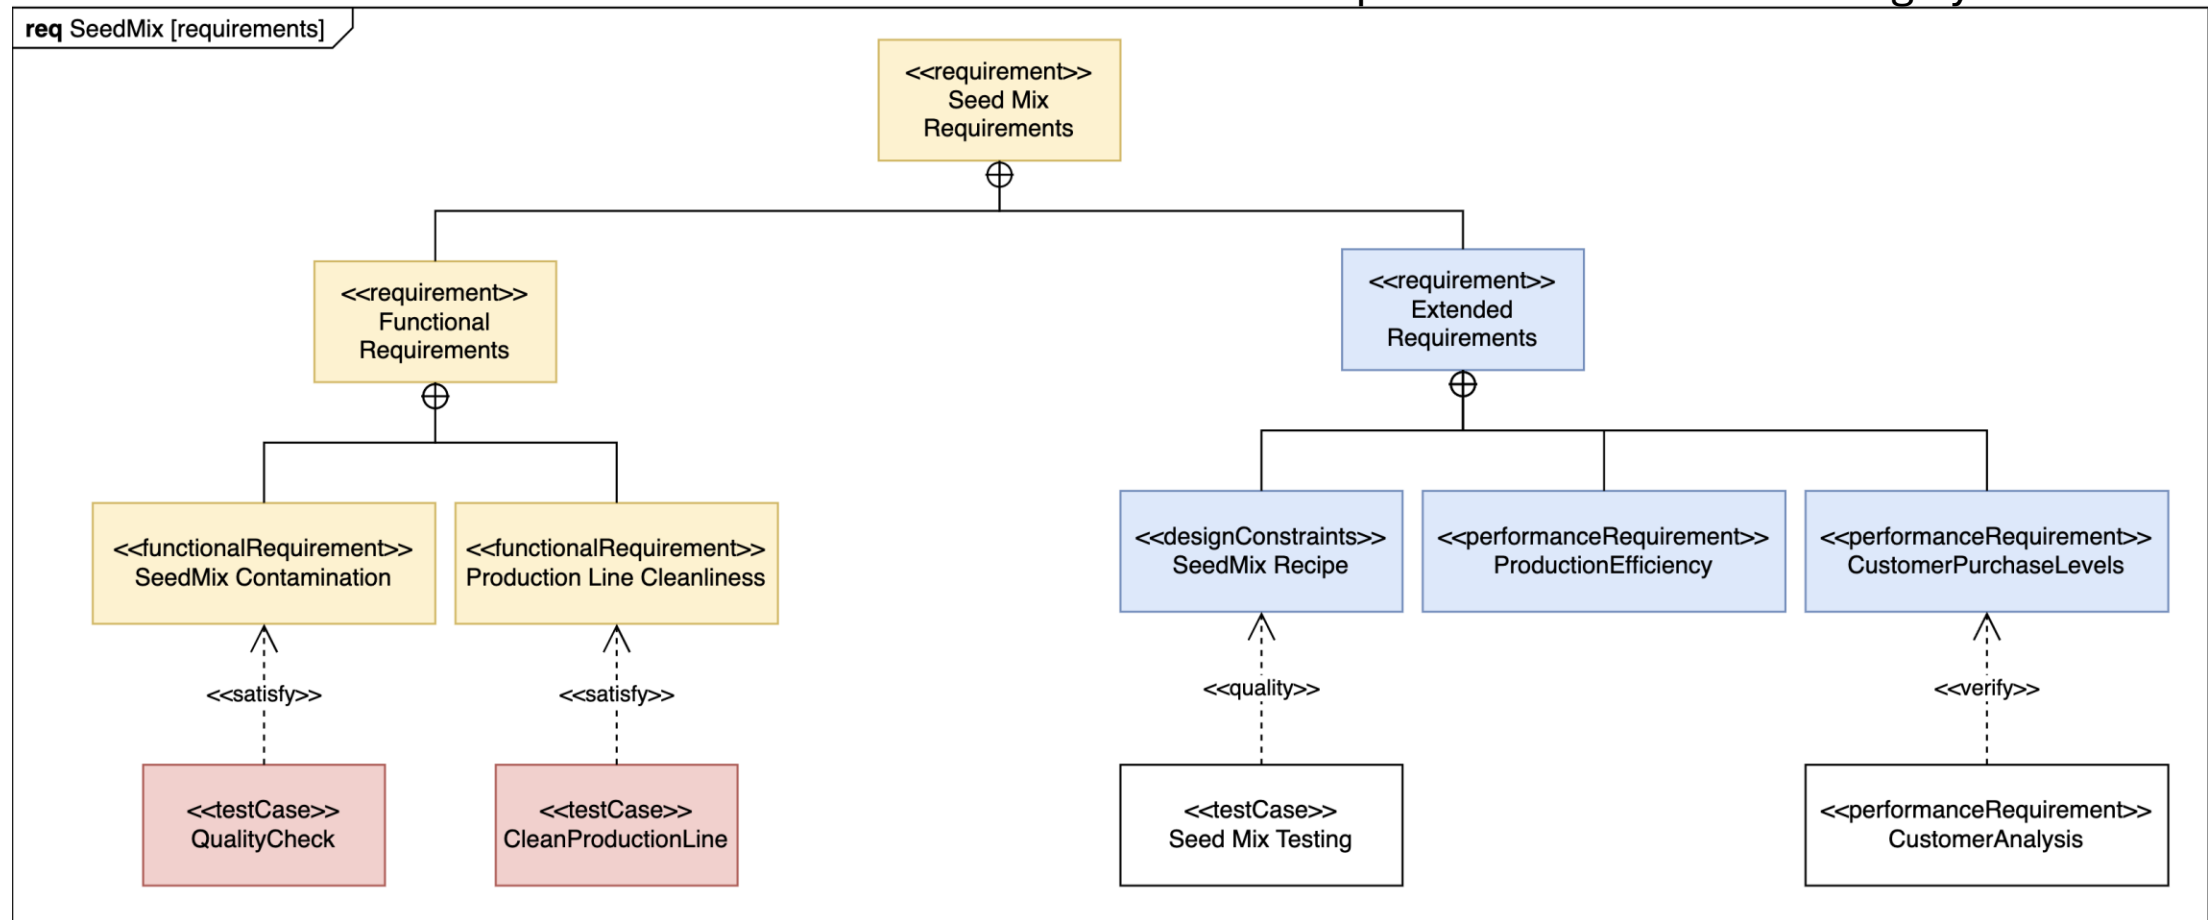 req SeedMix [requirements]
<<requirement>>
Seed Mix
Requirements
<<requirement>>
Functional
Requirements
<<requirement>>
Extended
Requirements
<<functionalRequirement>>
SeedMix Contamination
<<functionalRequirement>>
Production Line Cleanliness
<<designConstraints>>
SeedMix Recipe
<<performanceRequirement>>
ProductionEfficiency
<<performanceRequirement>>
CustomerPurchaseLevels
<<satisfy>>
<<satisfy>>
<<quality>>
<<verify>>
<<testCase>>
QualityCheck
<<testCase>>
CleanProductionLine
<<testCase>>
Seed Mix Testing
<<performanceRequirement>>
CustomerAnalysis